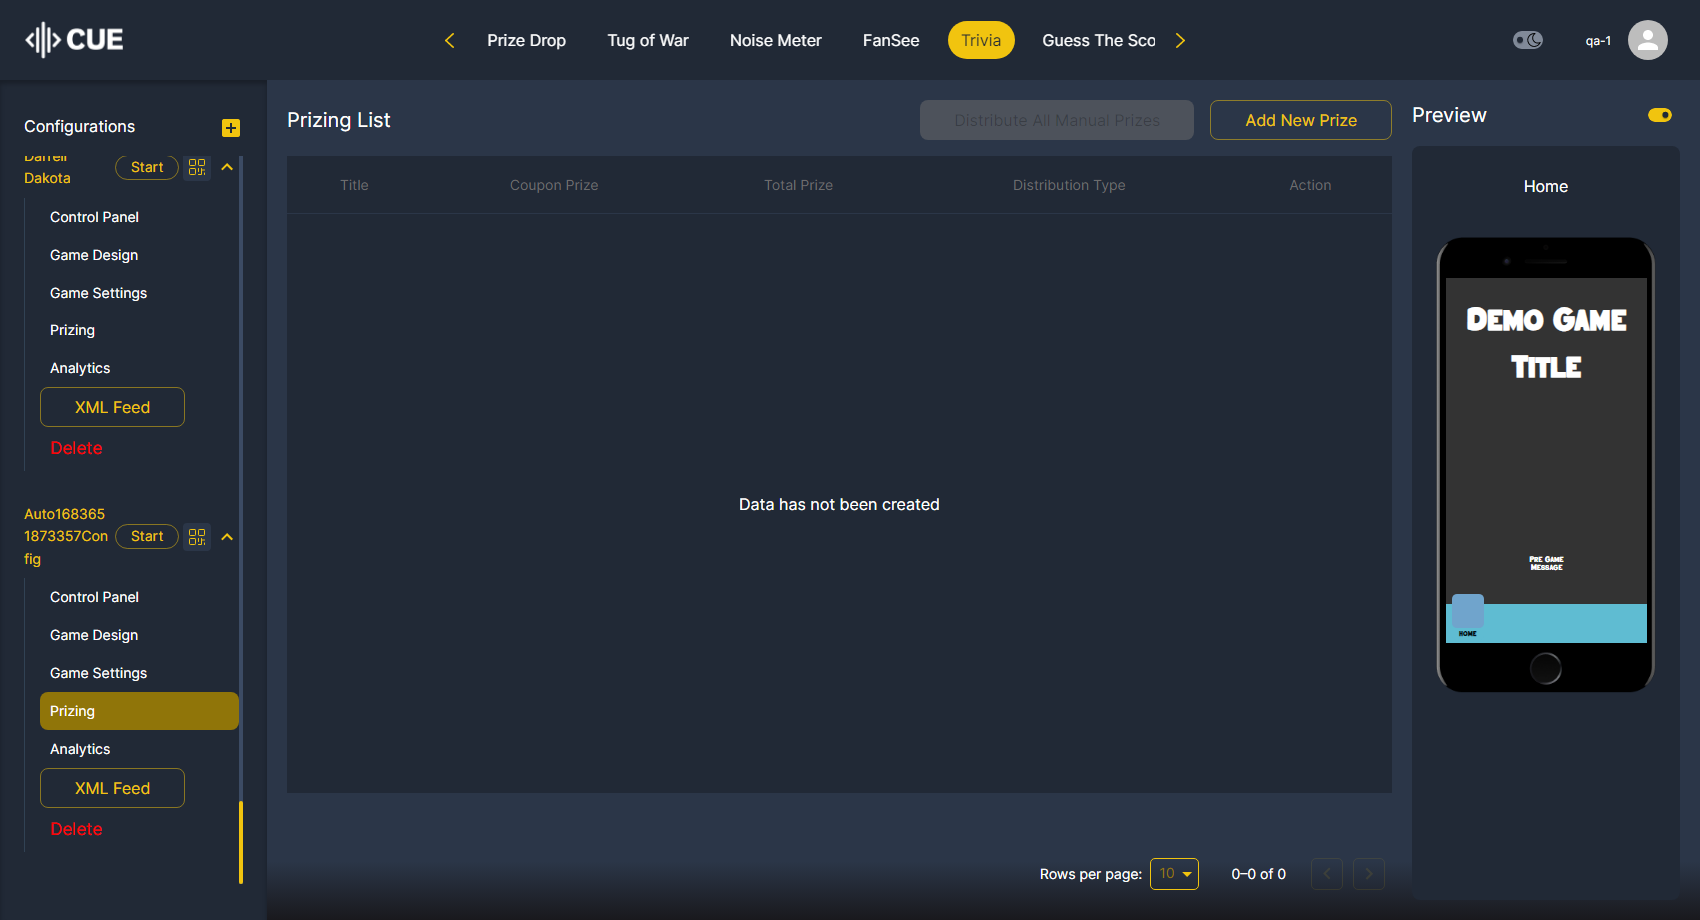 CUE
Prize Drop
Tug of War
Noise Meter
FanSee
Trivia
Guess The Sco
qa-1
Configurations
Darrell
Dakota
Start
Control Panel
Game Design
Game Settings
Prizing
Analytics
XML Feed
Delete
Auto168365
1873357Con
fig
Start
Control Panel
Game Design
Game Settings
Prizing
Analytics
XML Feed
Delete
Prizing List
Distribute All Manual Prizes
Add New Prize
Title
Coupon Prize
Total Prize
Distribution Type
Action
Data has not been created
Rows per page:
10
0–0 of 0
Preview
Home
Demo Game
Title
Pre Game
Message
HOME